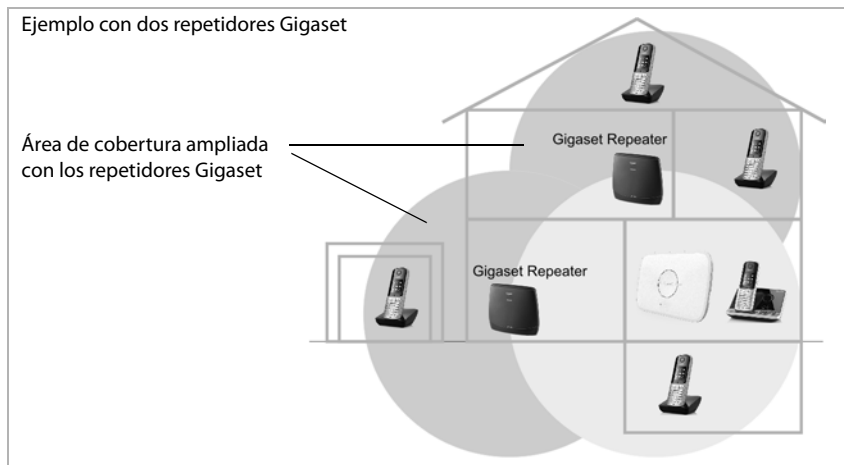 Ejemplo con dos repetidores Gigaset
Área de cobertura ampliada
con los repetidores Gigaset
Gigaset Repeater
Gigaset Repeater